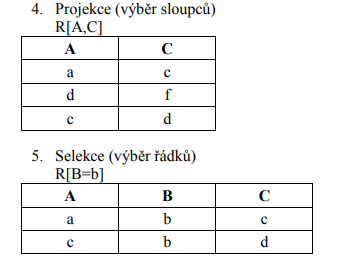 4. Projekce (výběr sloupců)
R[A,C]
A C
a c
d f
c d
5. Selekce (výběr řádků)
R[B=b]
A B C
a b c
c b d